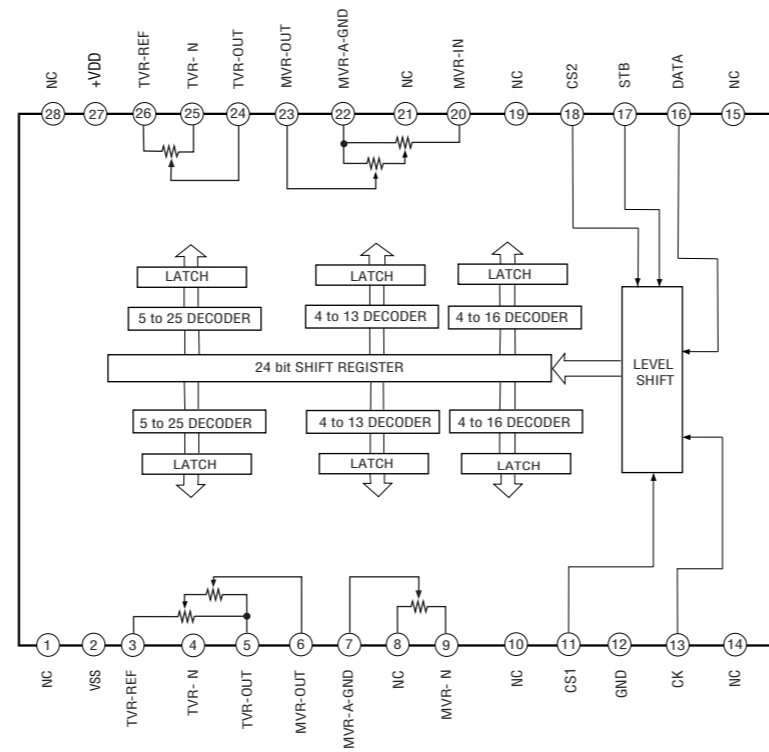 NC
+VDD
TVR-REF
TVR- N
TVR-OUT
MVR-OUT
MVR-A-GND
NC
MVR-IN
NC
CS2
STB
DATA
NC
28
27
26
25
24
23
22
21
20
19
18
17
16
15
LATCH
LATCH
LATCH
5 to 25 DECODER
4 to 13 DECODER
4 to 16 DECODER
24 bit SHIFT REGISTER
LEVEL
SHIFT
5 to 25 DECODER
4 to 13 DECODER
4 to 16 DECODER
LATCH
LATCH
LATCH
1
2
3
4
5
6
7
8
9
10
11
12
13
14
NC
VSS
TVR-REF
TVR- N
TVR-OUT
MVR-OUT
MVR-A-GND
NC
MVR- N
NC
CS1
GND
CK
NC